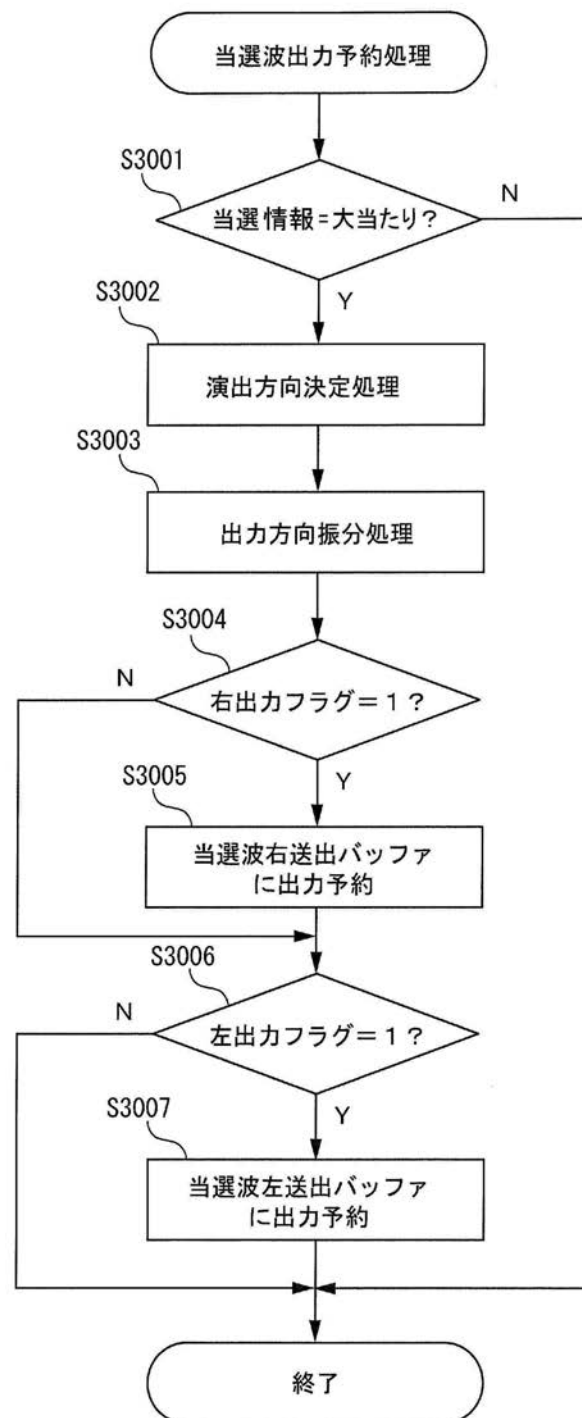 当選波出力予約処理
S3001
当選情報=大当たり？
N
Y
S3002
演出方向決定処理
S3003
出力方向振分処理
S3004
N
右出力フラグ＝１？
Y
S3005
当選波右送出バッファ
に出力予約
S3006
N
左出力フラグ＝１？
Y
S3007
当選波左送出バッファ
に出力予約
終了